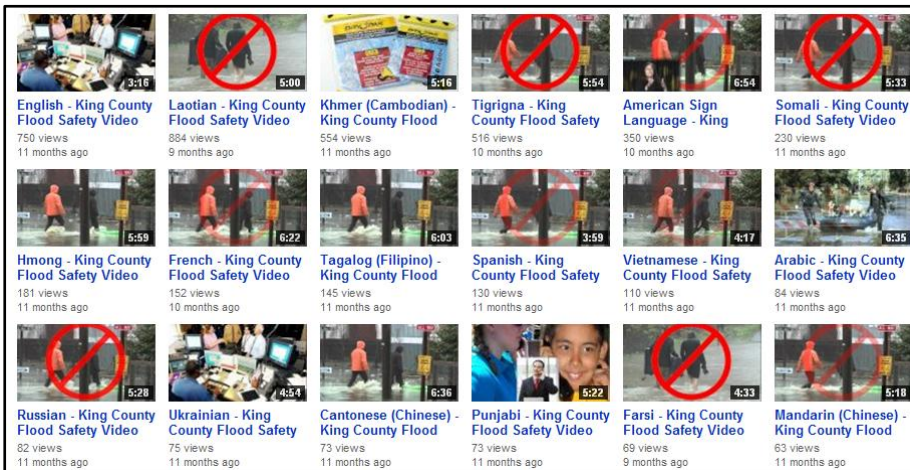 3:16
English - King County
Flood Safety Video
750 views
11 months ago
5:00
Laotian - King County
Flood Safety Video
884 views
9 months ago
5:16
Khmer (Cambodian) -
King County Flood
554 views
11 months ago
5:54
Tigrigna - King
County Flood Safety
516 views
10 months ago
6:54
American Sign
Language - King
350 views
10 months ago
5:33
Somali - King County
Flood Safety Video
230 views
11 months ago
5:59
Hmong - King County
Flood Safety Video
181 views
11 months ago
6:22
French - King County
Flood Safety Video
152 views
10 months ago
6:03
Tagalog (Filipino) -
King County Flood
145 views
11 months ago
3:59
Spanish - King
County Flood Safety
130 views
11 months ago
4:17
Vietnamese - King
County Flood Safety
110 views
11 months ago
6:35
Arabic - King County
Flood Safety Video
84 views
11 months ago
5:28
Russian - King County
Flood Safety Video
82 views
11 months ago
4:54
Ukrainian - King
County Flood Safety
75 views
11 months ago
6:36
Cantonese (Chinese) -
King County Flood
73 views
11 months ago
5:22
Punjabi - King County
Flood Safety Video
73 views
11 months ago
4:33
Farsi - King County
Flood Safety Video
69 views
9 months ago
5:18
Mandarin (Chinese) -
King County Flood
63 views
11 months ago